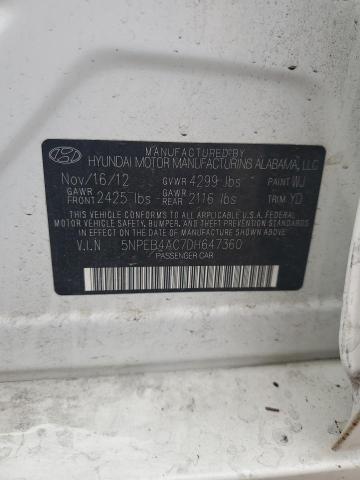 MANUFACTURED BY
HYUNDAI MOTOR MANUFACTURING ALABAMA, LLC
Nov/16/12 GVWR 4299 lbs PAINT WJ
GAWR FRONT 2425 lbs GAWR REAR 2116 lbs TRIM YD
THIS VEHICLE CONFORMS TO ALL APPLICABLE U.S.A. FEDERAL
MOTOR VEHICLE SAFETY, BUMPER, AND THEFT PREVENTION
STANDARDS IN EFFECT ON THE DATE OF MANUFACTURE SHOWN ABOVE.
V.I.N 5NPEB4AC7DH647360
PASSENGER CAR